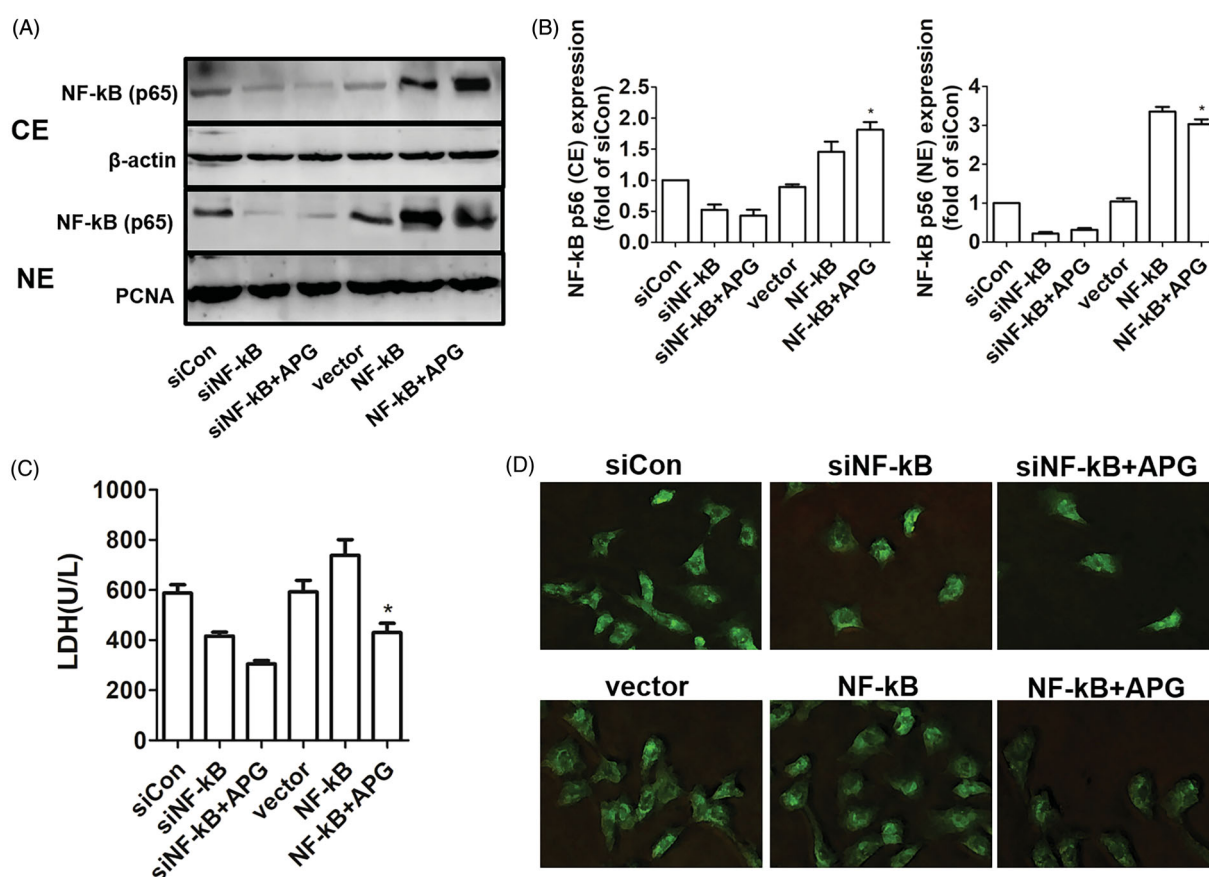 (A)
CE
NF-kB (p65)
β-actin
NE
NF-kB (p65)
PCNA
siCon
siNF-kB
siNF-kB+APG
vector
NF-kB
NF-kB+APG
(B)
NF-kB p56 (CE) expression
(fold of siCon)
2.5
2.0
1.5
1.0
0.5
0.0
*
siCon
siNF-kB
siNF-kB+APG
vector
NF-kB
NF-kB+APG
NF-kB p56 (NE) expression
(fold of siCon)
4
3
2
1
0
*
siCon
siNF-kB
siNF-kB+APG
vector
NF-kB
NF-kB+APG
(C)
LDH(U/L)
1000
800
600
400
200
0
*
siCon
siNF-kB
siNF-kB+APG
vector
NF-kB
NF-kB+APG
(D)
siCon
siNF-kB
siNF-kB+APG
vector
NF-kB
NF-kB+APG